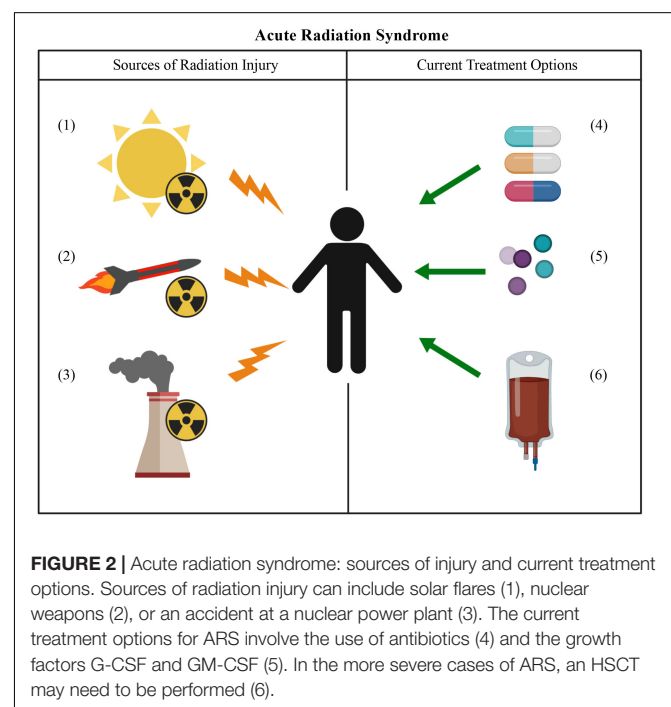 Acute Radiation Syndrome
Sources of Radiation Injury
Current Treatment Options
(1)
(4)
(2)
(5)
(3)
(6)
FIGURE 2 | Acute radiation syndrome: sources of injury and current treatment
options. Sources of radiation injury can include solar flares (1), nuclear
weapons (2), or an accident at a nuclear power plant (3). The current
treatment options for ARS involve the use of antibiotics (4) and the growth
factors G-CSF and GM-CSF (5). In the more severe cases of ARS, an HSCT
may need to be performed (6).